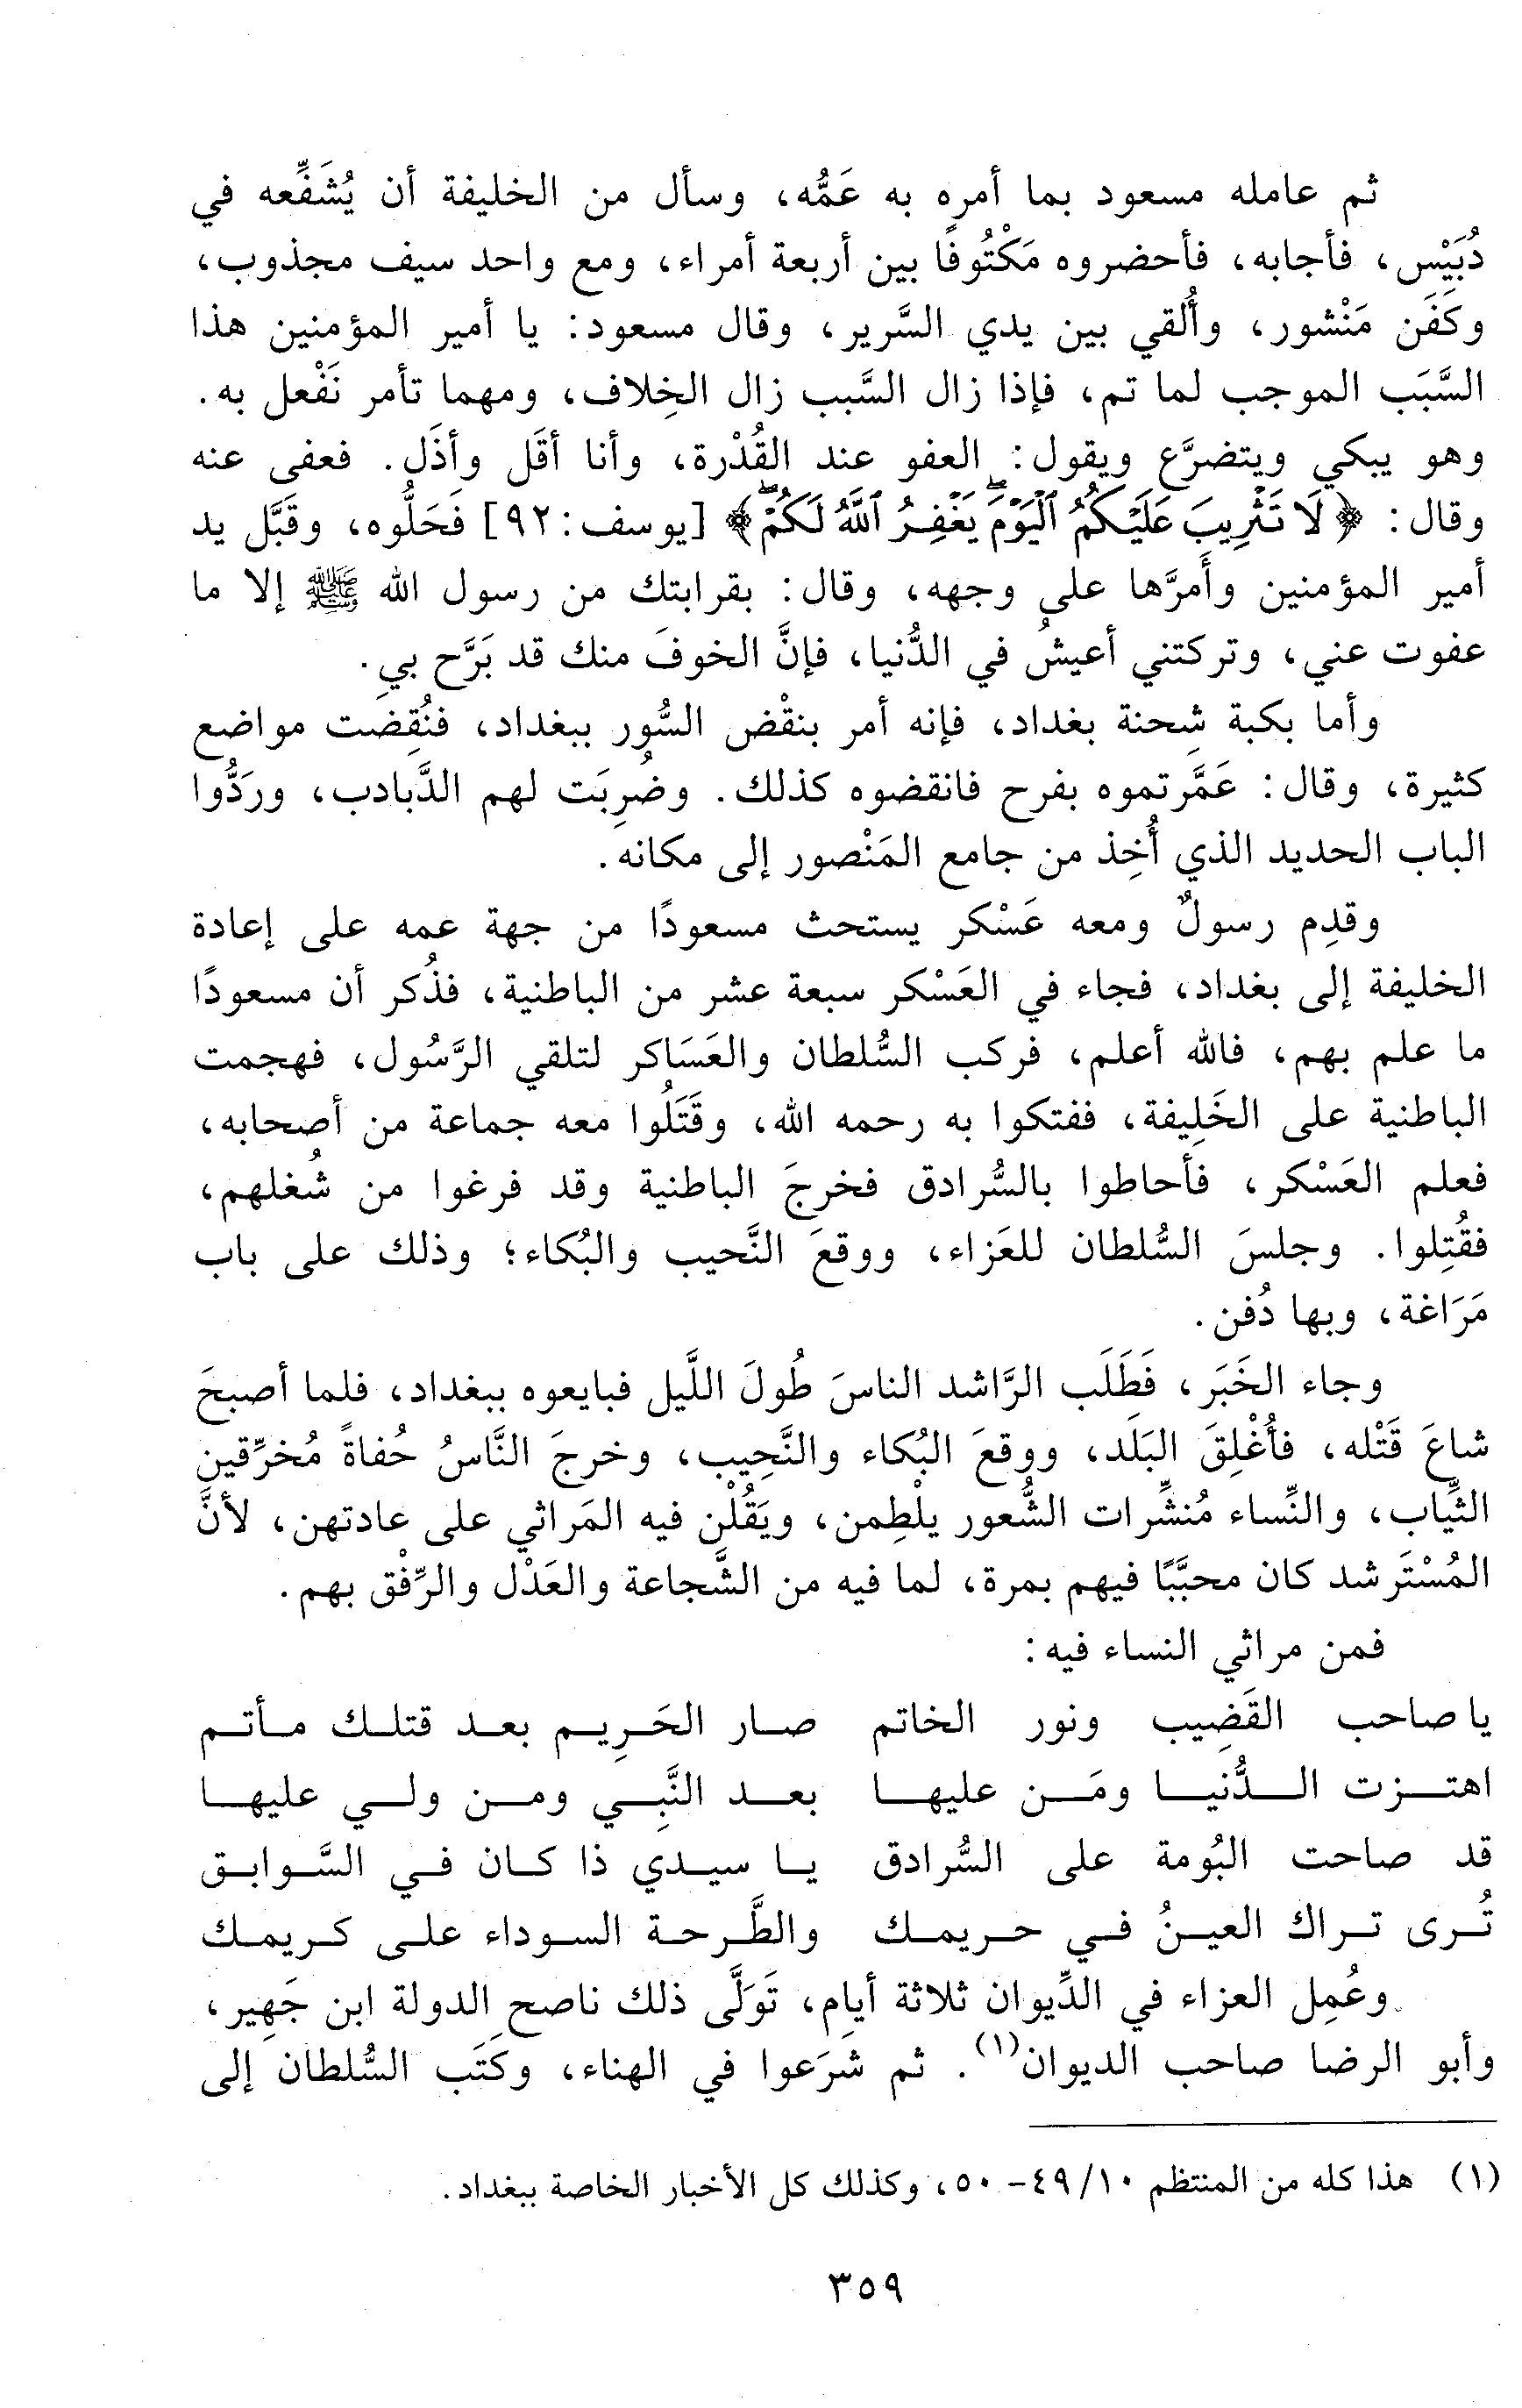 ثم عامله مسعود بما أمره به عَمُّه، وسأل من الخليفة أن يُشَفِّعه في
دُبَيْس، فأجابه، فأحضروه مَكْتُوفًا بين أربعة أمراء، ومع واحد سيف مجذوب،
وكَفَن مَنْشور، وأُلقي بين يدي السَّرير، وقال مسعود: يا أمير المؤمنين هذا
السَّبَب الموجب لما تم، فإذا زال السَّبب زال الخِلاف، ومهما تأمر نَفْعل به.
وهو يبكي ويتضرَّع ويقول: العفو عند القُدْرة، وأنا أقَل وأذَل. فعفى عنه
وقال: ﴿لَا تَثْرِيبَ عَلَيْكُمُ ٱلْيَوْمَ ۖ يَغْفِرُ ٱللَّهُ لَكُمْ ۖ﴾ [يوسف: ٩٢] فَحَلُّوه، وقَبَّل يد
أمير المؤمنين وأَمرَّها على وجهه، وقال: بقرابتك من رسول الله ﷺ إلا ما
عفوت عني، وتركتني أعيشُ في الدُّنيا، فإنَّ الخوفَ منك قد بَرَّح بي.
وأما بكبة شِحنة بغداد، فإنه أمر بنقْض السُّور ببغداد، فنُقِضت مواضع
كثيرة، وقال: عَمَّرتموه بفرح فانقضوه كذلك. وضُرِبَت لهم الدَّبادب، وردَّوا
الباب الحديد الذي أُخِذ من جامع المَنْصور إلى مكانه.
وقدِم رسولٌ ومعه عَسْكر يستحث مسعودًا من جهة عمه على إعادة
الخليفة إلى بغداد، فجاء في العَسْكر سبعة عشر من الباطنية، فذُكر أن مسعودًا
ما علم بهم، فالله أعلم، فركب السُّلطان والعَسَاكر لتلقي الرَّسُول، فهجمت
الباطنية على الخَلِيفة، ففتكوا به رحمه الله، وقَتَلُوا معه جماعة من أصحابه،
فعلم العَسْكر، فأحاطوا بالسُّرادق فخرجَ الباطنية وقد فرغوا من شُغلهم،
فقُتِلوا. وجلسَ السُّلطان للعَزاء، ووقعَ النَّحيب والبُكاء؛ وذلك على باب
مَرَاغة، وبها دُفن.
وجاء الخَبَر، فَطَلَب الرَّاشد الناسَ طُولَ اللَّيل فبايعوه ببغداد، فلما أصبحَ
شاعَ قَتْله، فأُغْلِقَ البَلَد، ووقعَ البُكاء والنَّحِيب، وخرجَ النَّاسُ حُفاةً مُخرِّقين
الثِّياب، والنِّساء مُنشِّرات الشُّعور يلْطِمن، ويَقُلْن فيه المَراثي على عادتهن، لأنَّ
المُسْتَرشد كان محبَّبًا فيهم بمرة، لما فيه من الشَّجاعة والعَدْل والرِّفْق بهم.
فمن مراثي النساء فيه:
يا صاحب القَضِيب ونور الخاتم صار الحَرِيم بعد قتلك مأتم
اهتزت الدُّنيا ومَن عليها بعد النَّبِي ومن ولي عليها
قد صاحت البُومة على السُّرادق يا سيدي ذا كان في السَّوابق
تُرى تراك العينُ في حريمك والطَّرحة السوداء على كريمك
وعُمِل العزاء في الدِّيوان ثلاثة أيام، تَوَلَّى ذلك ناصح الدولة ابن جَهِير،
وأبو الرضا صاحب الديوان(١). ثم شَرَعوا في الهناء، وكَتَب السُّلطان إلى
(١) هذا كله من المنتظم ١٠/ ٤٩- ٥٠، وكذلك كل الأخبار الخاصة ببغداد.
٣٥٩